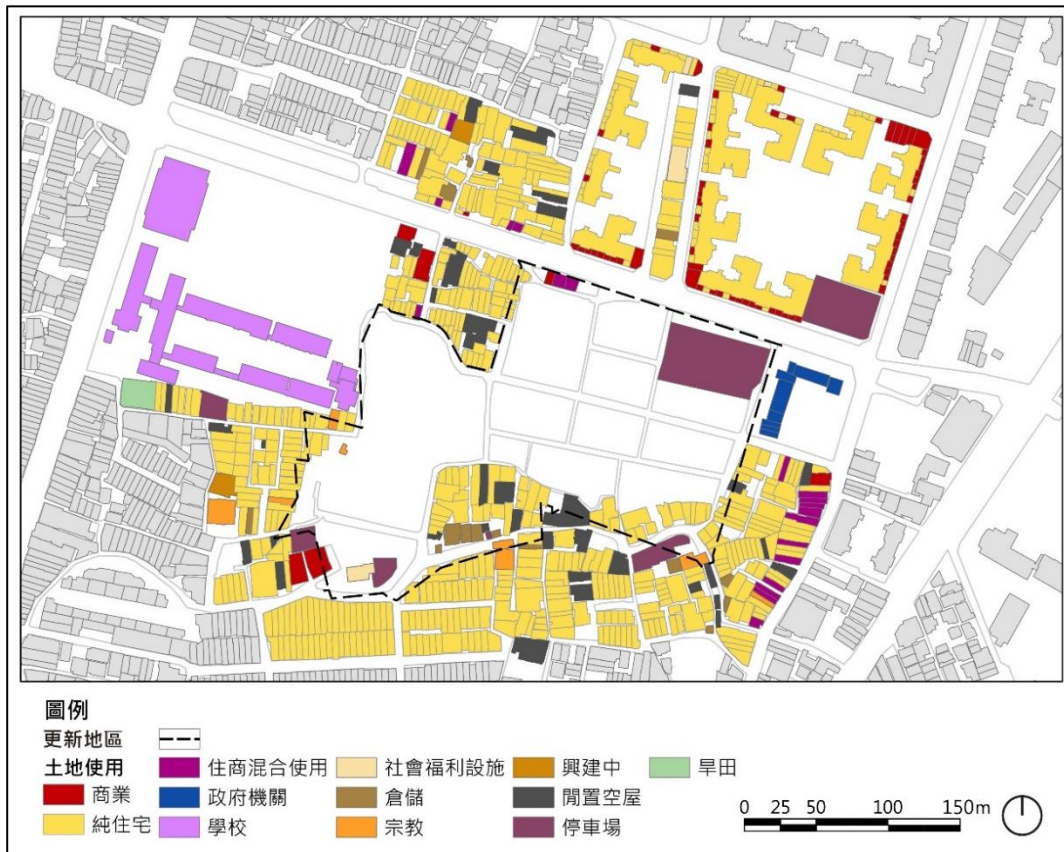 圖例
更新地區
土地使用
住商混合使用
社會福利設施
興建中
旱田
商業
政府機關
倉儲
閒置空屋
純住宅
學校
宗教
停車場
0 25 50 100 150m